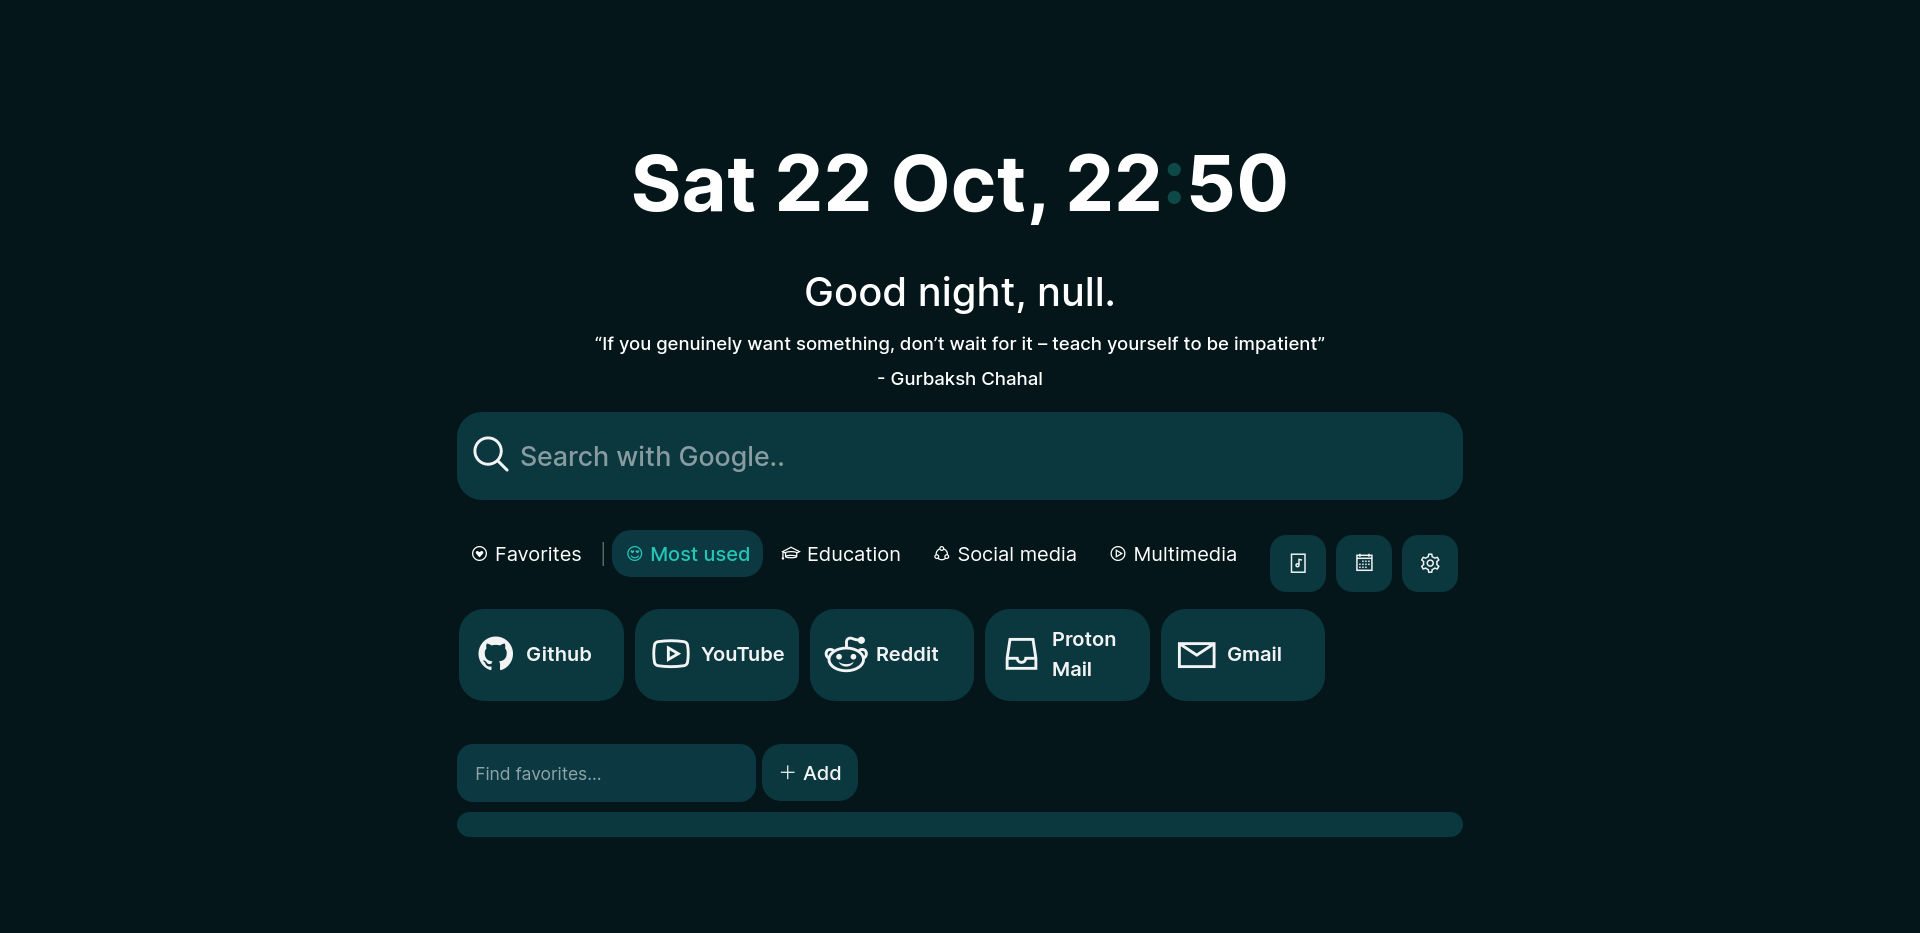 Sat 22 Oct, 22:50
Good night, null.
“If you genuinely want something, don’t wait for it – teach yourself to be impatient”
- Gurbaksh Chahal
Search with Google..
Favorites | Most used Education Social media Multimedia
Github YouTube Reddit Proton Mail Gmail
Find favorites... + Add